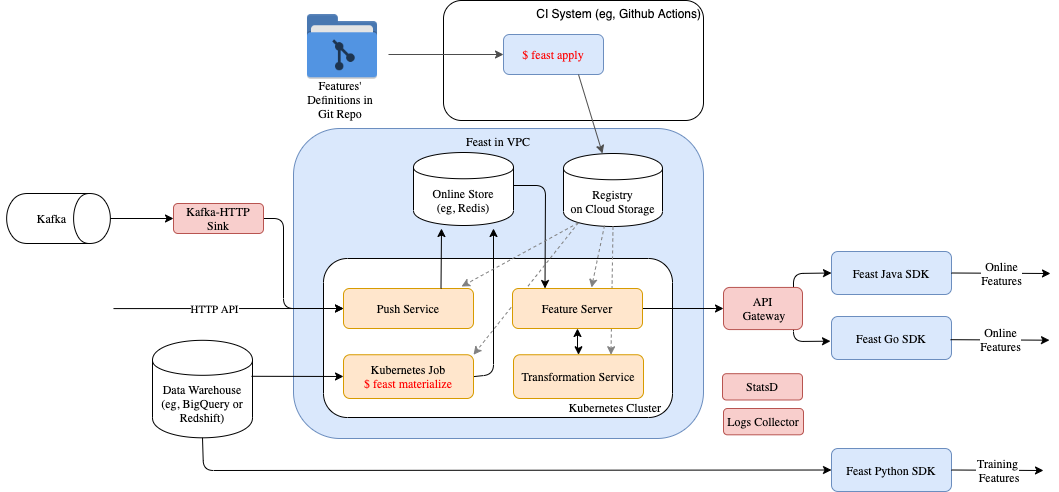 CI System (eg, Github Actions)
$ feast apply
Features'
Definitions in
Git Repo
Feast in VPC
Online Store
(eg, Redis)
Registry
on Cloud Storage
Kafka
Kafka-HTTP
Sink
HTTP API
Push Service
Feature Server
API
Gateway
Feast Java SDK
Online
Features
Feast Go SDK
Online
Features
Kubernetes Job
$ feast materialize
Transformation Service
Kubernetes Cluster
Data Warehouse
(eg, BigQuery or
Redshift)
StatsD
Logs Collector
Feast Python SDK
Training
Features